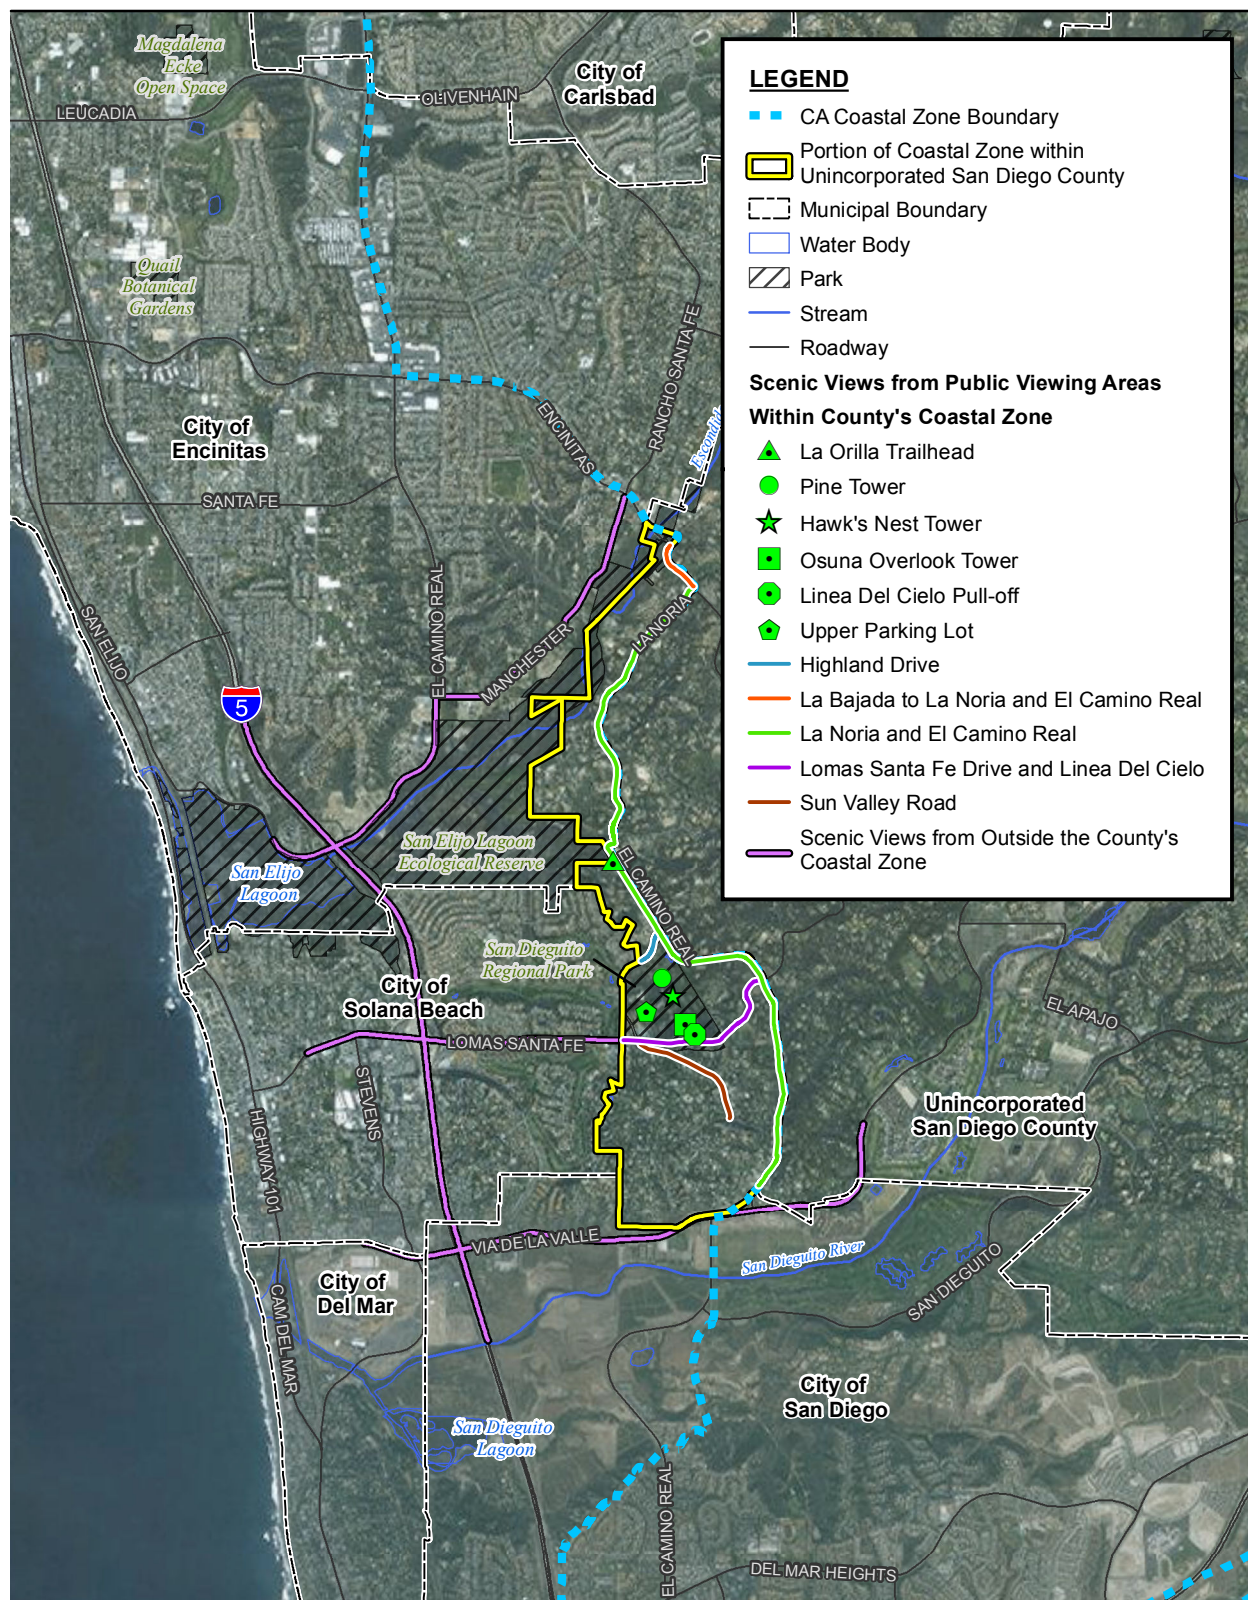 Magdalena
Ecke
Open Space
LEUCADIA
OLIVENHAIN
City of
Carlsbad
Quail
Botanical
Gardens
RANCHO SANTA FE
ENCINITAS
Escondid
City of
Encinitas
SANTA FE
SAN ELIJO
EL CAMINO REAL
MANCHESTER
LA NORIA
5
San Elijo Lagoon
Ecological Reserve
San Elijo
Lagoon
EL CAMINO REAL
San Dieguito
Regional Park
City of
Solana Beach
LOMAS SANTA FE
STEVENS
HIGHWAY 101
EL APAJO
Unincorporated
San Diego County
VIA DE LA VALLE
San Dieguito River
SAN DIEGUITO
City of
Del Mar
CAM DEL MAR
City of
San Diego
San Dieguito
Lagoon
EL CAMINO REAL
DEL MAR HEIGHTS
LEGEND
CA Coastal Zone Boundary
Portion of Coastal Zone within
Unincorporated San Diego County
Municipal Boundary
Water Body
Park
Stream
Roadway
Scenic Views from Public Viewing Areas
Within County's Coastal Zone
La Orilla Trailhead
Pine Tower
Hawk's Nest Tower
Osuna Overlook Tower
Linea Del Cielo Pull-off
Upper Parking Lot
Highland Drive
La Bajada to La Noria and El Camino Real
La Noria and El Camino Real
Lomas Santa Fe Drive and Linea Del Cielo
Sun Valley Road
Scenic Views from Outside the County's
Coastal Zone